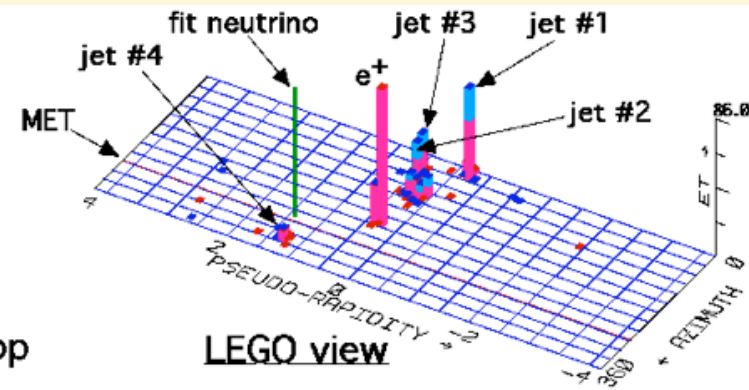 fit neutrino
jet #3
jet #1
jet #4
e+
jet #2
MET
86.0
ET
4
2
0
-2
-4
PSEUDO-RAPIDITY
360
AZIMUTH
0
op
LEGO view